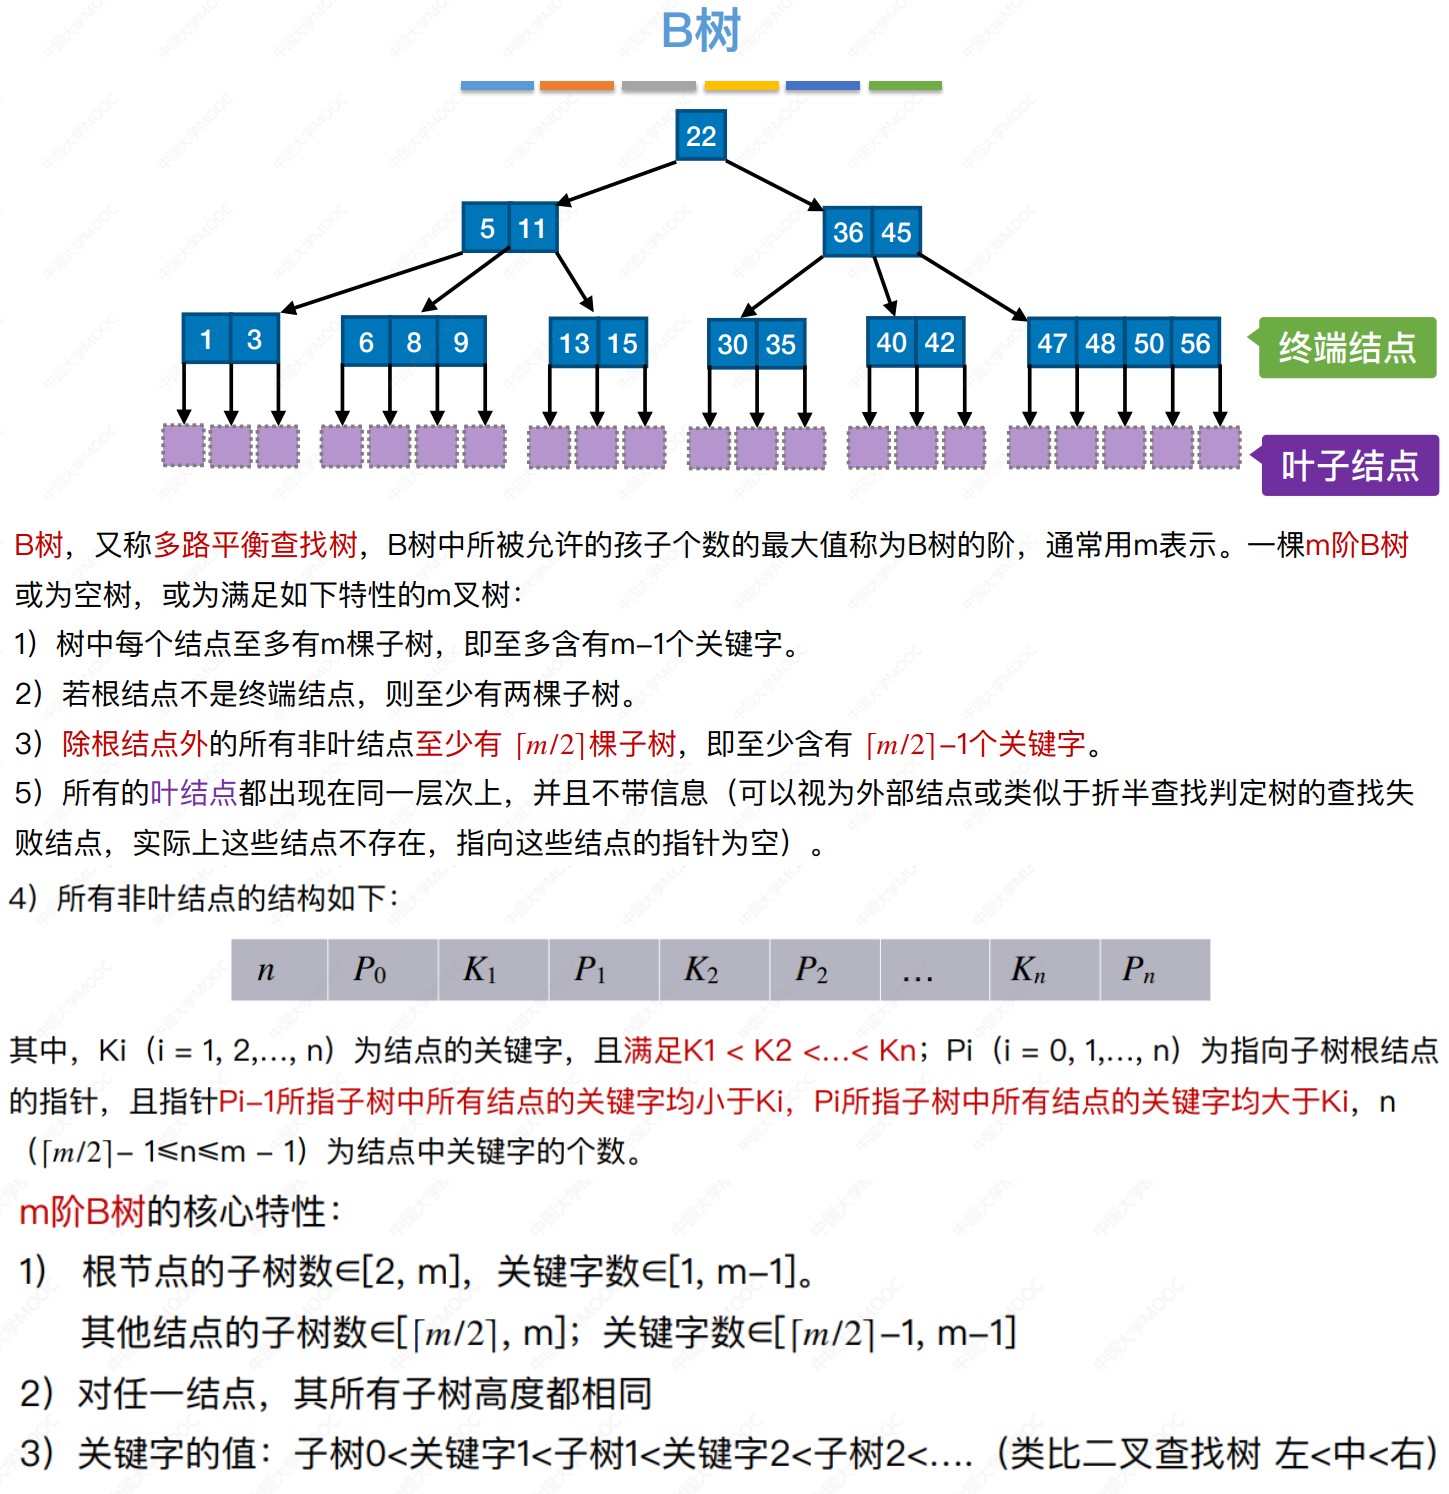 B树
22
5 11
36 45
1 3
6 8 9
13 15
30 35
40 42
47 48 50 56
终端结点
叶子结点
B树，又称多路平衡查找树，B树中所被允许的孩子个数的最大值称为B树的阶，通常用m表示。一棵m阶B树
或为空树，或为满足如下特性的m叉树：
1）树中每个结点至多有m棵子树，即至多含有m-1个关键字。
2）若根结点不是终端结点，则至少有两棵子树。
3）除根结点外的所有非叶结点至少有 ⌈m/2⌉棵子树，即至少含有 ⌈m/2⌉-1个关键字。
5）所有的叶结点都出现在同一层次上，并且不带信息（可以视为外部结点或类似于折半查找判定树的查找失
败结点，实际上这些结点不存在，指向这些结点的指针为空）。
4）所有非叶结点的结构如下：
n P₀ K₁ P₁ K₂ P₂ … Kₙ Pₙ
其中，Ki（i = 1, 2,..., n）为结点的关键字，且满足K1 < K2 <...< Kn；Pi（i = 0, 1,..., n）为指向子树根结点
的指针，且指针Pi-1所指子树中所有结点的关键字均小于Ki，Pi所指子树中所有结点的关键字均大于Ki，n
（⌈m/2⌉- 1≤n≤m - 1）为结点中关键字的个数。
m阶B树的核心特性：
1) 根节点的子树数∈[2, m]，关键字数∈[1, m-1]。
其他结点的子树数∈[⌈m/2⌉, m]；关键字数∈[⌈m/2⌉-1, m-1]
2）对任一结点，其所有子树高度都相同
3）关键字的值：子树0<关键字1<子树1<关键字2<子树2<.... （类比二叉查找树 左<中<右）
中国大学MOOC